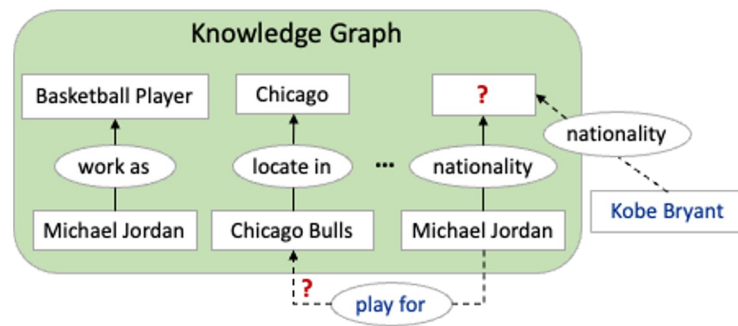 Knowledge Graph
Basketball Player
Chicago
?
nationality
work as
locate in
...
nationality
Kobe Bryant
Michael Jordan
Chicago Bulls
Michael Jordan
?
play for